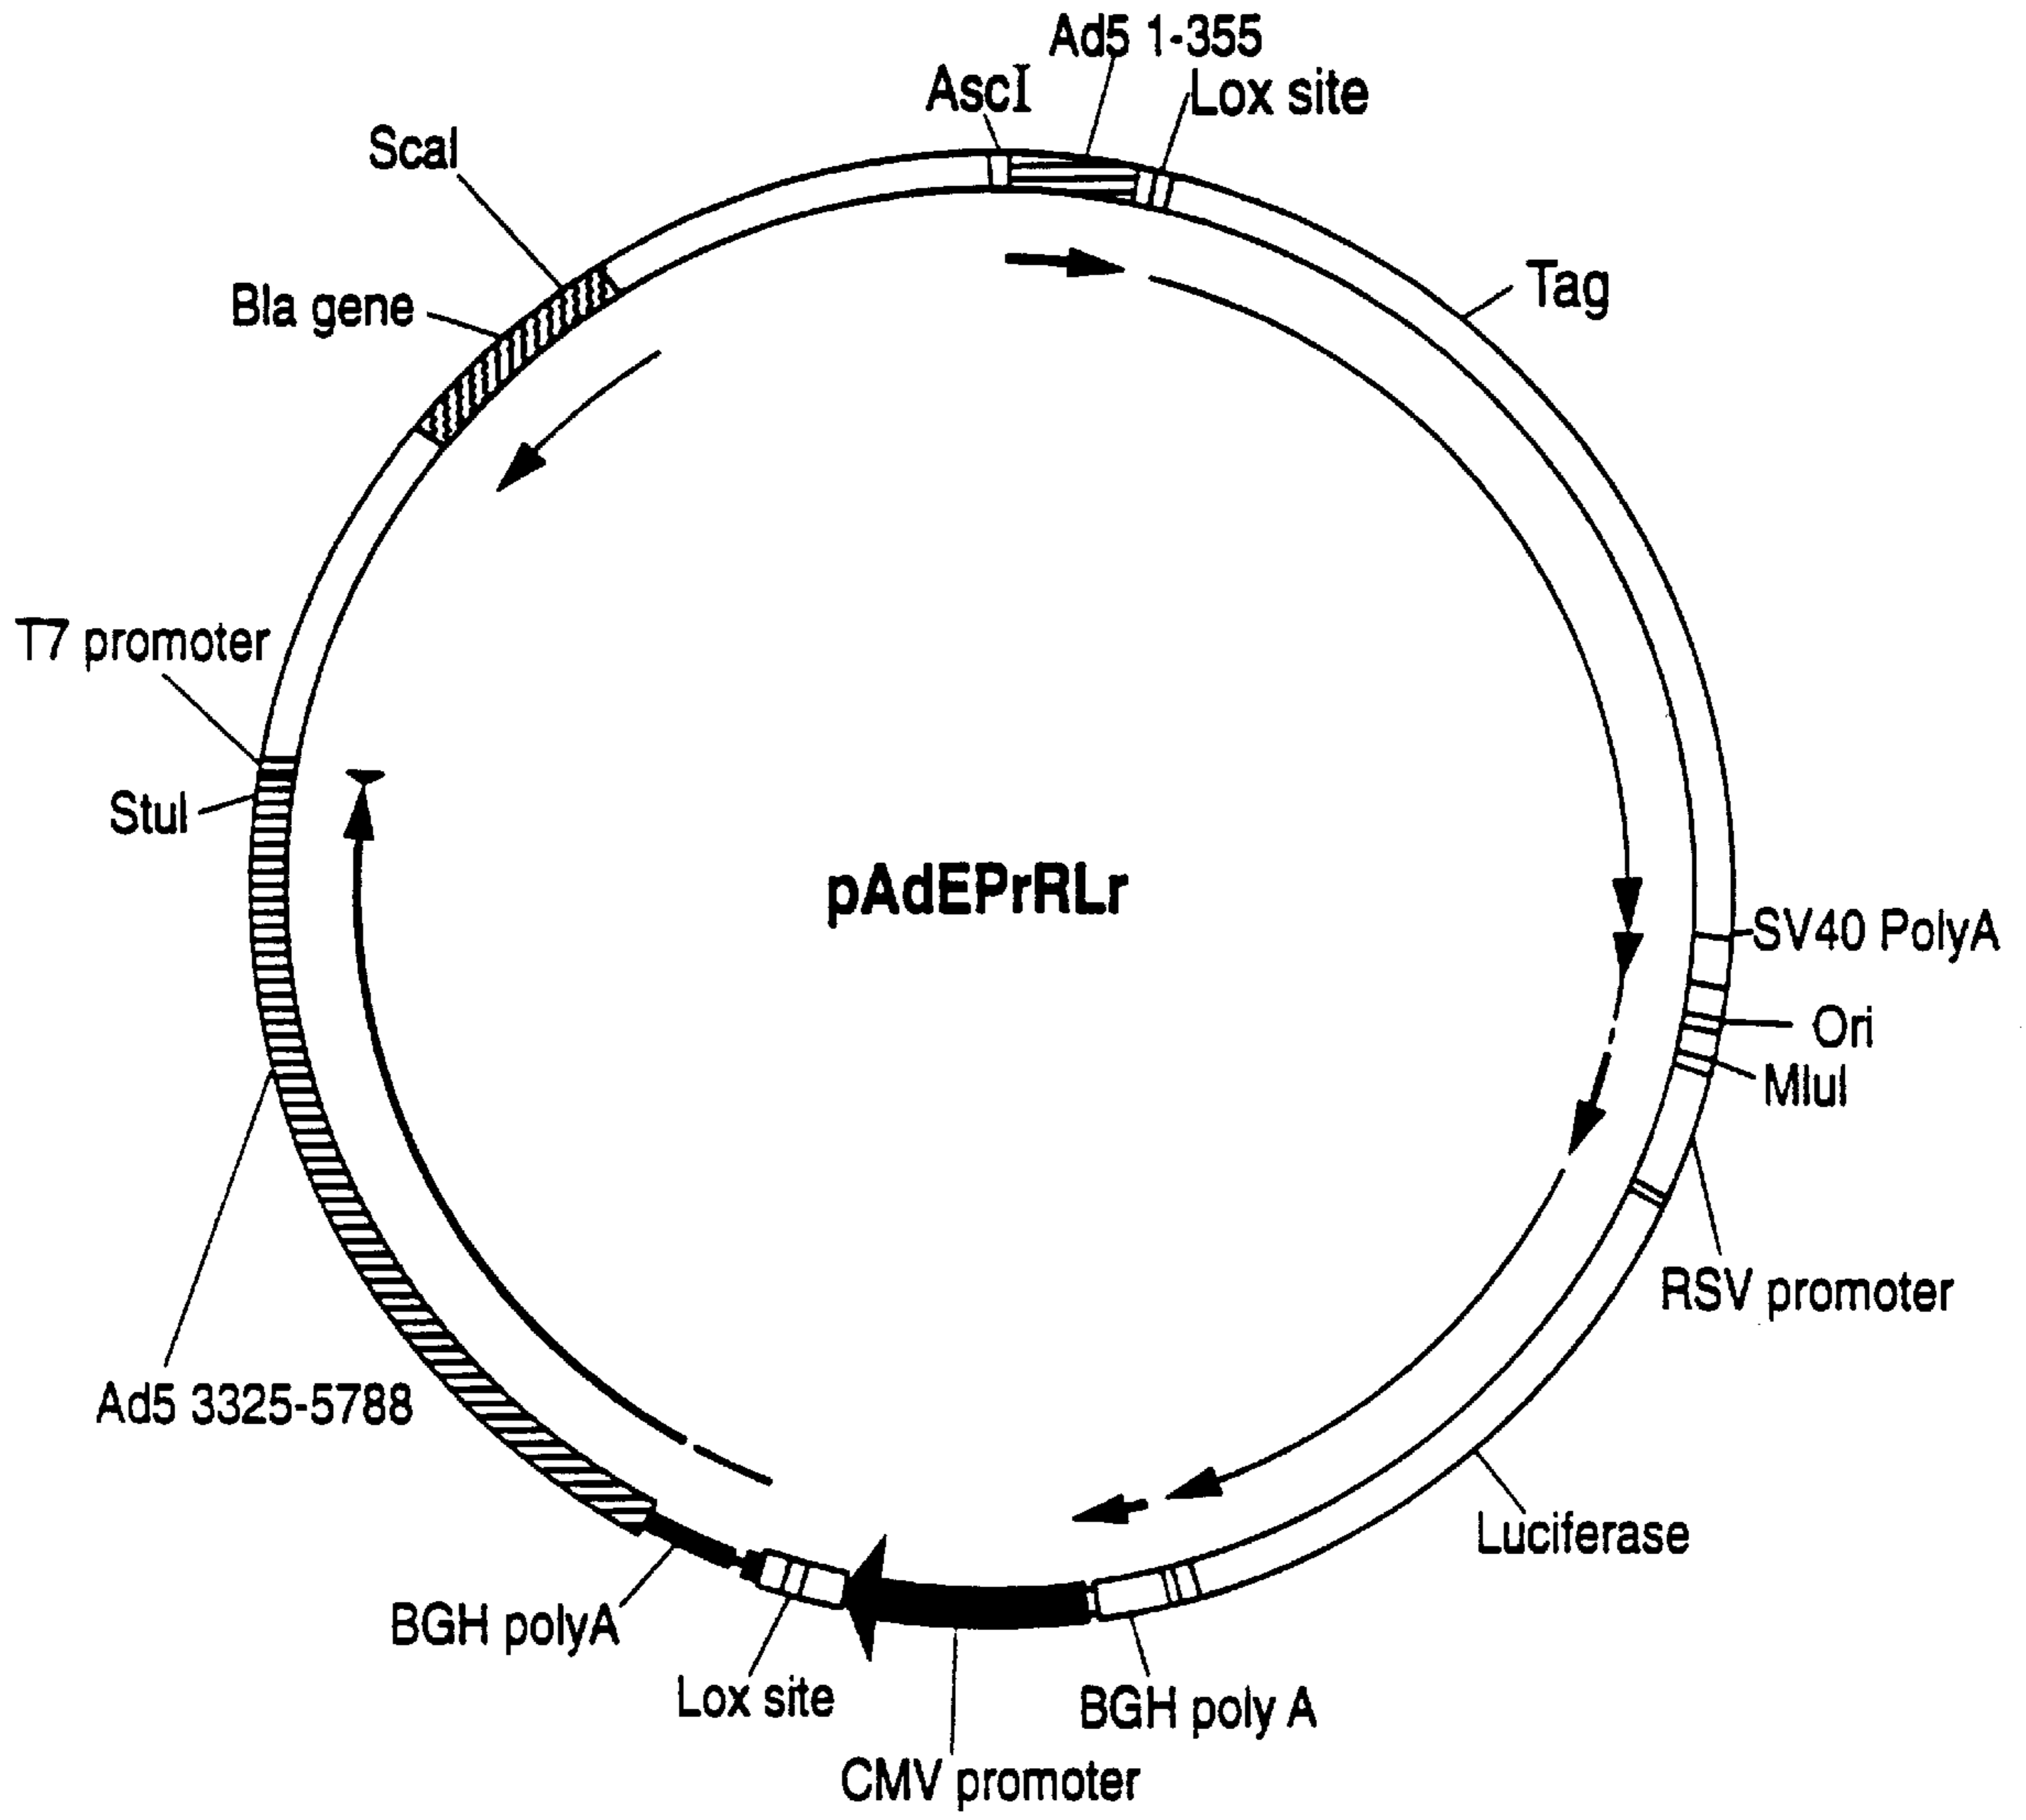 Ad5 1-355
AscI
Lox site
ScaI
Tag
Bla gene
T7 promoter
StuI
pAdEPrRLr
SV40 PolyA
Ori
MluI
RSV promoter
Ad5 3325-5788
Luciferase
BGH polyA
Lox site
BGH poly A
CMV promoter